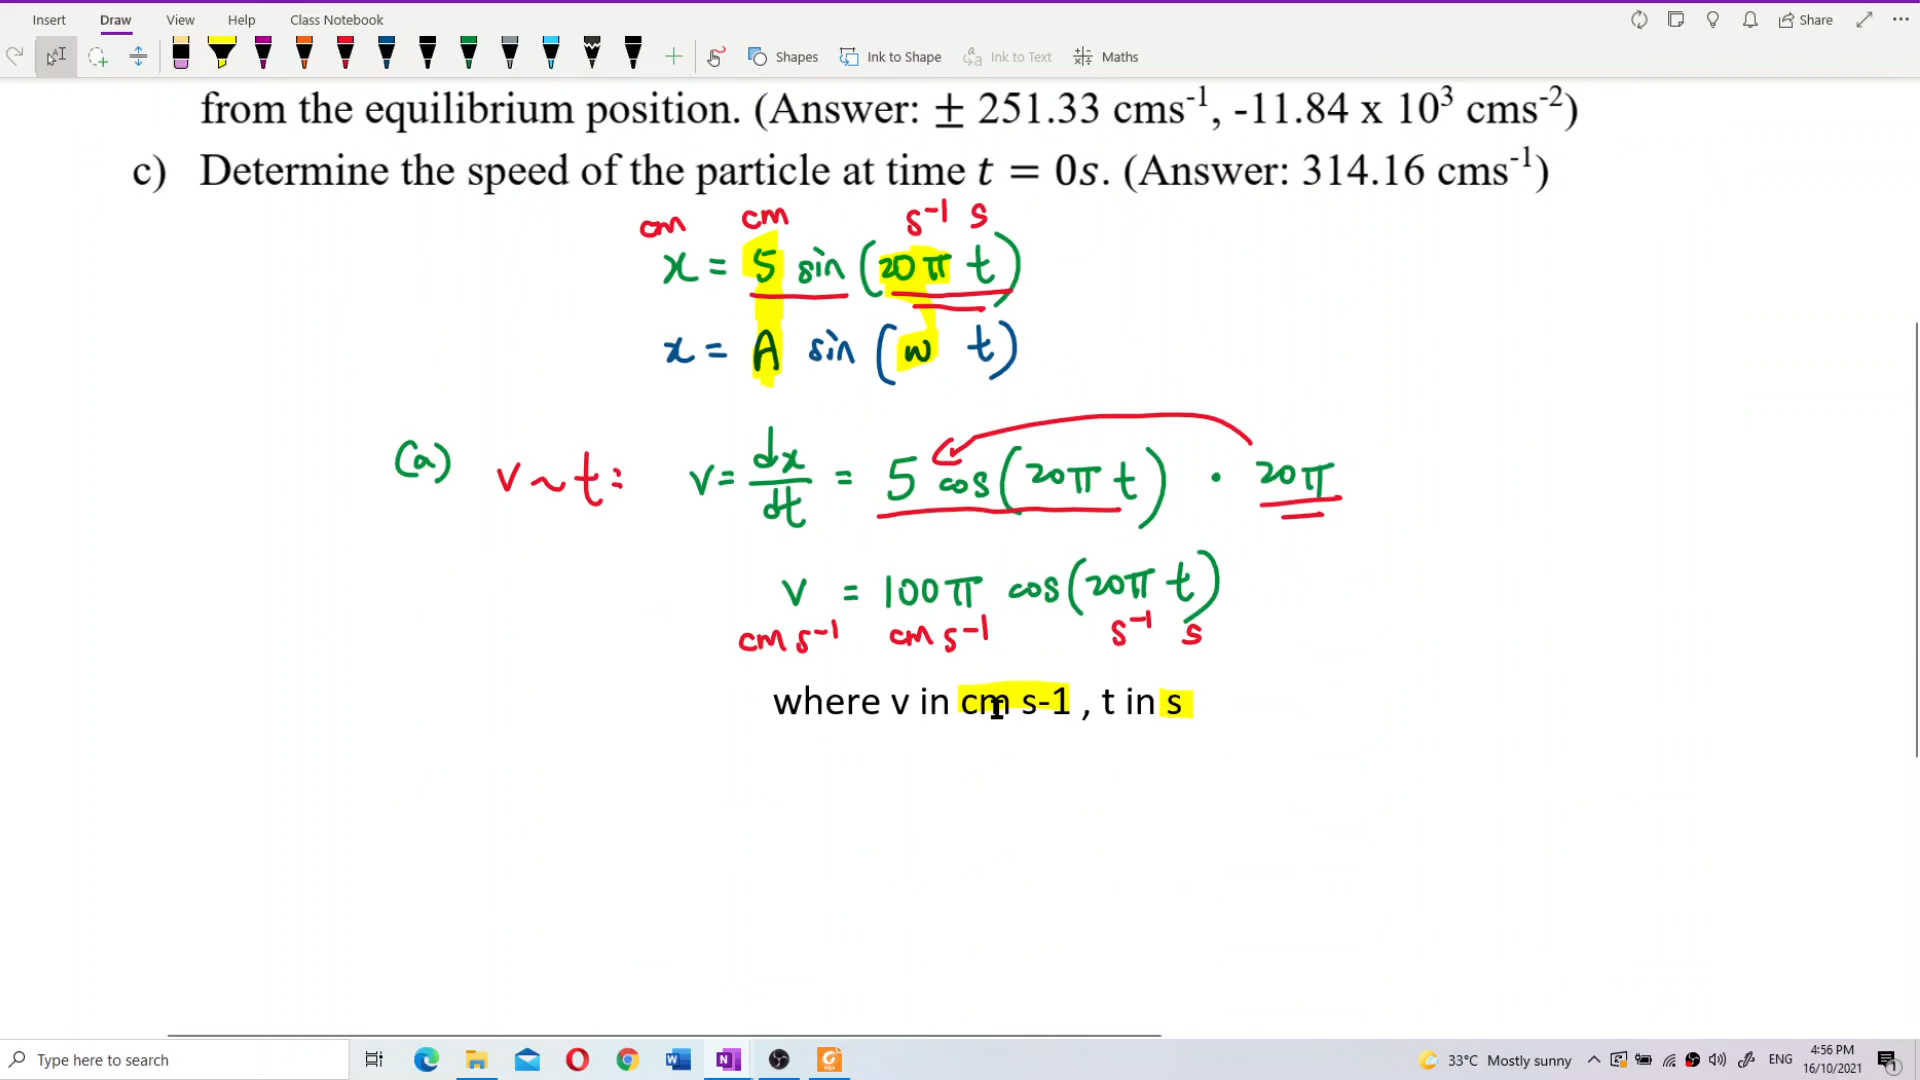 Insert Draw View Help Class Notebook Share
Shapes Ink to Shape Ink to Text Maths
from the equilibrium position. (Answer: ± 251.33 cms⁻¹, -11.84 x 10³ cms⁻²)
c) Determine the speed of the particle at time t = 0s. (Answer: 314.16 cms⁻¹)
cm cm s⁻¹ s
x = 5 sin (20π t)
x = A sin (ω t)
(a) v ~ t : v = dx/dt = 5 cos(20π t) · 20π
v = 100π cos(20π t)
cm s⁻¹ cm s⁻¹ s⁻¹ s
where v in cm s-1 , t in s
Type here to search 33°C Mostly sunny ENG 4:56 PM
16/10/2021